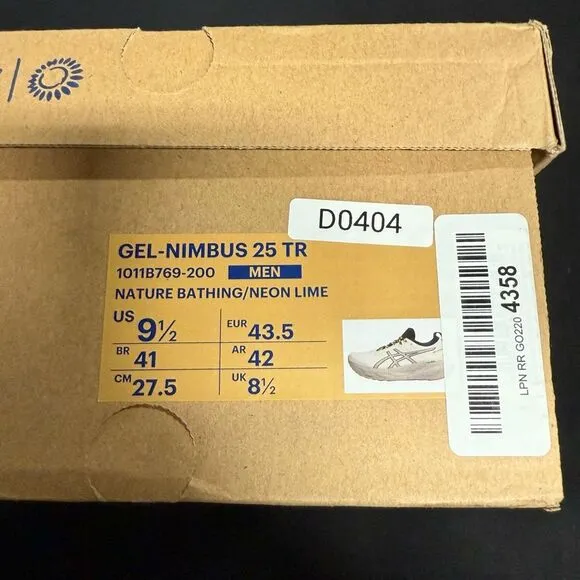 D0404
GEL-NIMBUS 25 TR
1011B769-200 MEN
NATURE BATHING/NEON LIME
US 9½ EUR 43.5
BR 41 AR 42
CM 27.5 UK 8½
LPN RR GO220 4358